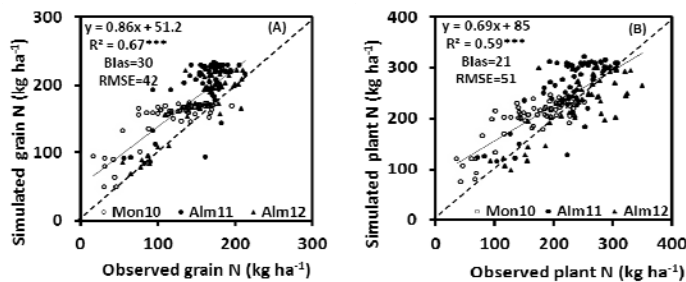 y = 0.86x + 51.2
(A)
R² = 0.67***
Bias=30
RMSE=42
300
200
100
0
0
100
200
300
Simulated grain N (kg ha⁻¹)
Mon10
Alm11
Alm12
Observed grain N (kg ha⁻¹)
y = 0.69x + 85
(B)
R² = 0.59***
Bias=21
RMSE=51
400
300
200
100
0
0
100
200
300
400
Simulated plant N (kg ha⁻¹)
Mon10
Alm11
Alm12
Observed plant N (kg ha⁻¹)